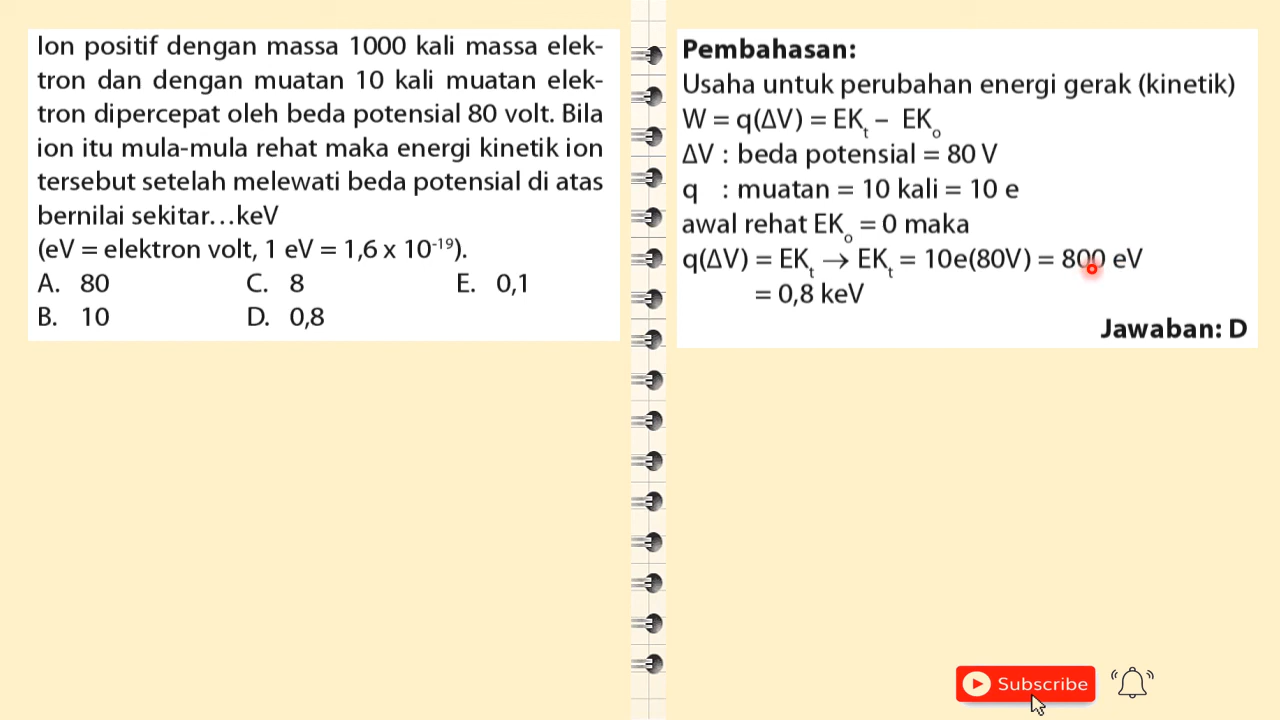 Ion positif dengan massa 1000 kali massa elek-
tron dan dengan muatan 10 kali muatan elek-
tron dipercepat oleh beda potensial 80 volt. Bila
ion itu mula-mula rehat maka energi kinetik ion
tersebut setelah melewati beda potensial di atas
bernilai sekitar...keV
(eV = elektron volt, 1 eV = 1,6 x 10⁻¹⁹).
A. 80 C. 8 E. 0,1
B. 10 D. 0,8
Pembahasan:
Usaha untuk perubahan energi gerak (kinetik)
W = q(ΔV) = EKₜ – EKₒ
ΔV : beda potensial = 80 V
q : muatan = 10 kali = 10 e
awal rehat EKₒ = 0 maka
q(ΔV) = EKₜ → EKₜ = 10e(80V) = 800 eV
= 0,8 keV
Jawaban: D
Subscribe